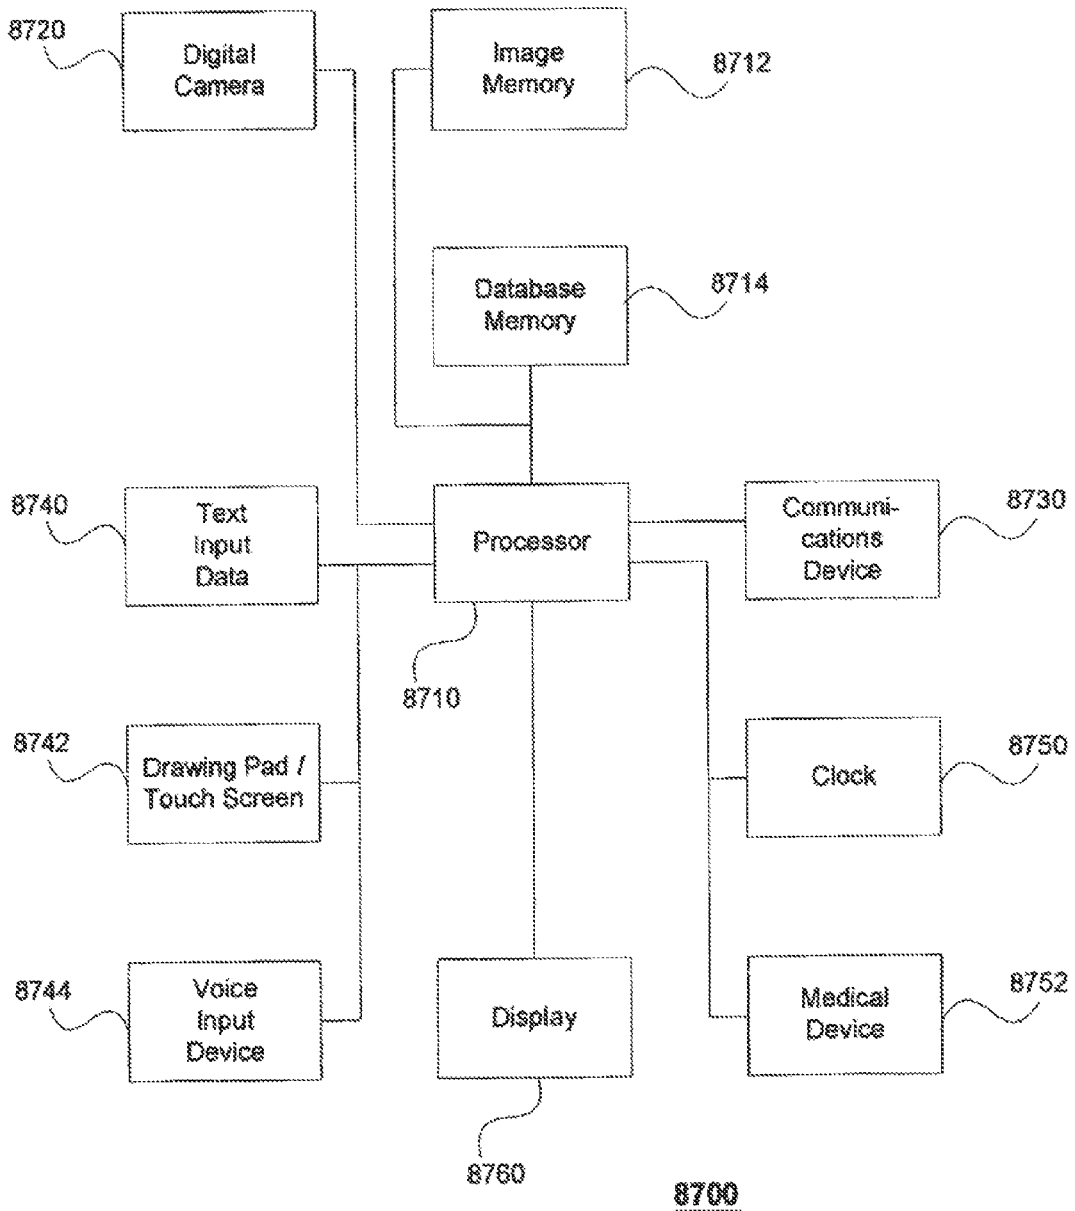 8720
Digital
Camera
Image
Memory
8712
Database
Memory
8714
8740
Text
Input
Data
Processor
8710
Communi-
cations
Device
8730
8742
Drawing Pad /
Touch Screen
Clock
8750
8744
Voice
Input
Device
Display
8760
Medical
Device
8752
8700